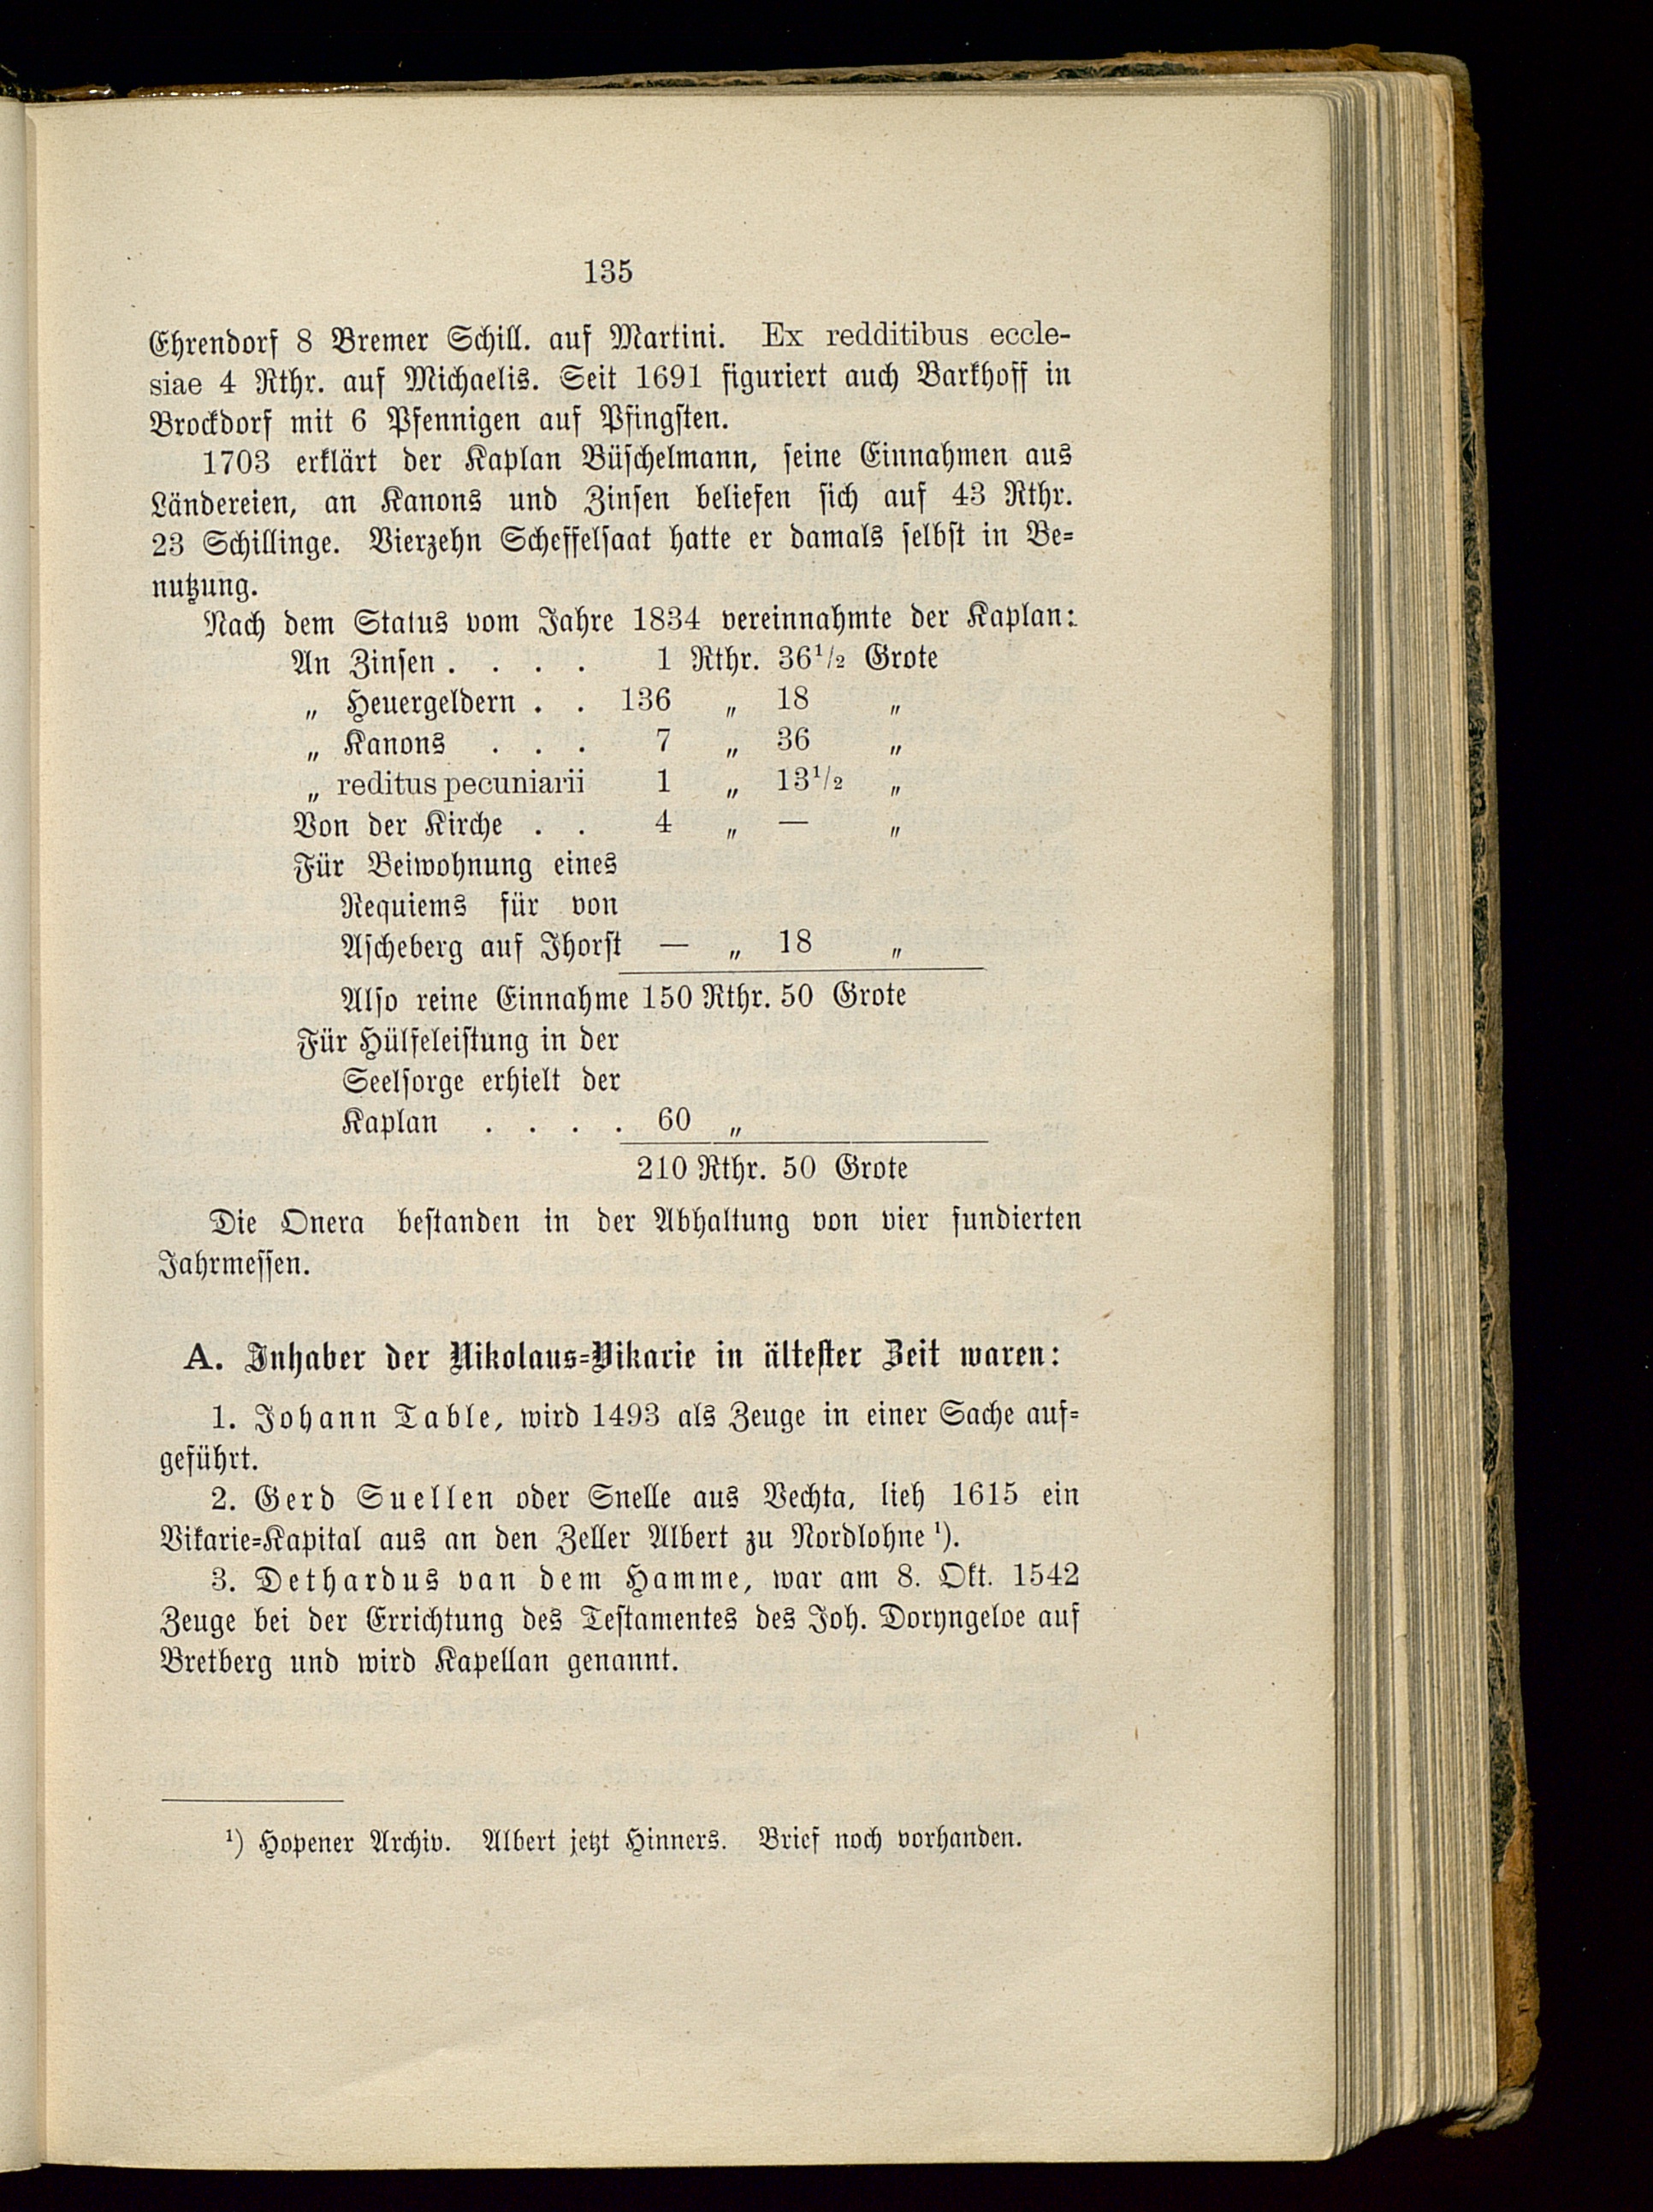 135
Ehrendorf 8 Bremer Schill. auf Martini. Ex redditibus eccle-
siae 4 Rthr. auf Michaelis. Seit 1691 figuriert auch Barkhoff in
Brockdorf mit 6 Pfennigen auf Pfingsten.
1703 erklärt der Kaplan Büschelmann, seine Einnahmen aus
Ländereien, an Kanons und Zinsen beliefen sich auf 43 Rthr.
23 Schillinge. Vierzehn Scheffelsaat hatte er damals selbst in Be-
nutzung.
Nach dem Status vom Jahre 1834 vereinnahmte der Kaplan:
An Zinsen . . . . 1 Rthr. 36½ Grote
„ Heuergeldern . . 136 „ 18 „
„ Kanons . . . 7 „ 36 „
„ reditus pecuniarii 1 „ 13½ „
Von der Kirche . . 4 „ — „
Für Beiwohnung eines
Requiems für von
Ascheberg auf Ihorst — „ 18 „
Also reine Einnahme 150 Rthr. 50 Grote
Für Hülfeleistung in der
Seelsorge erhielt der
Kaplan . . . . 60 „
210 Rthr. 50 Grote
Die Onera bestanden in der Abhaltung von vier fundierten
Jahrmessen.
A. Inhaber der Nikolaus-Vikarie in ältester Zeit waren:
1. Johann Table, wird 1493 als Zeuge in einer Sache auf-
geführt.
2. Gerd Suellen oder Snelle aus Vechta, lieh 1615 ein
Vikarie-Kapital aus an den Zeller Albert zu Nordlohne ¹).
3. Dethardus van dem Hamme, war am 8. Okt. 1542
Zeuge bei der Errichtung des Testamentes des Joh. Doryngeloe auf
Bretberg und wird Kapellan genannt.
¹) Hopener Archiv. Albert jetzt Hinners. Brief noch vorhanden.